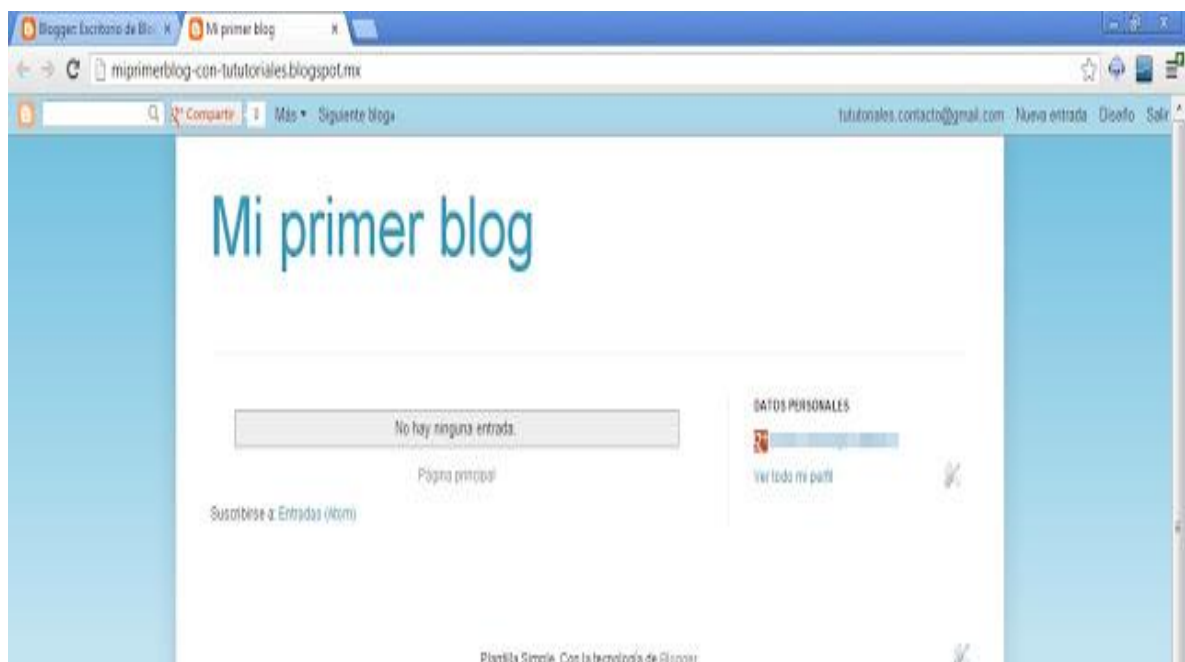 Blogger: Escritorio de Blo
Mi primer blog
miprimerblog-con-tututoriales.blogspot.mx
Compartir Más Siguiente blog» tututoriales.contacto@gmail.com Nueva entrada Diseño Salir
Mi primer blog
DATOS PERSONALES
No hay ninguna entrada.
Página principal
Ver todo mi perfil
Suscribirse a: Entradas (Atom)
Plantilla Simple. Con la tecnología de Blogger